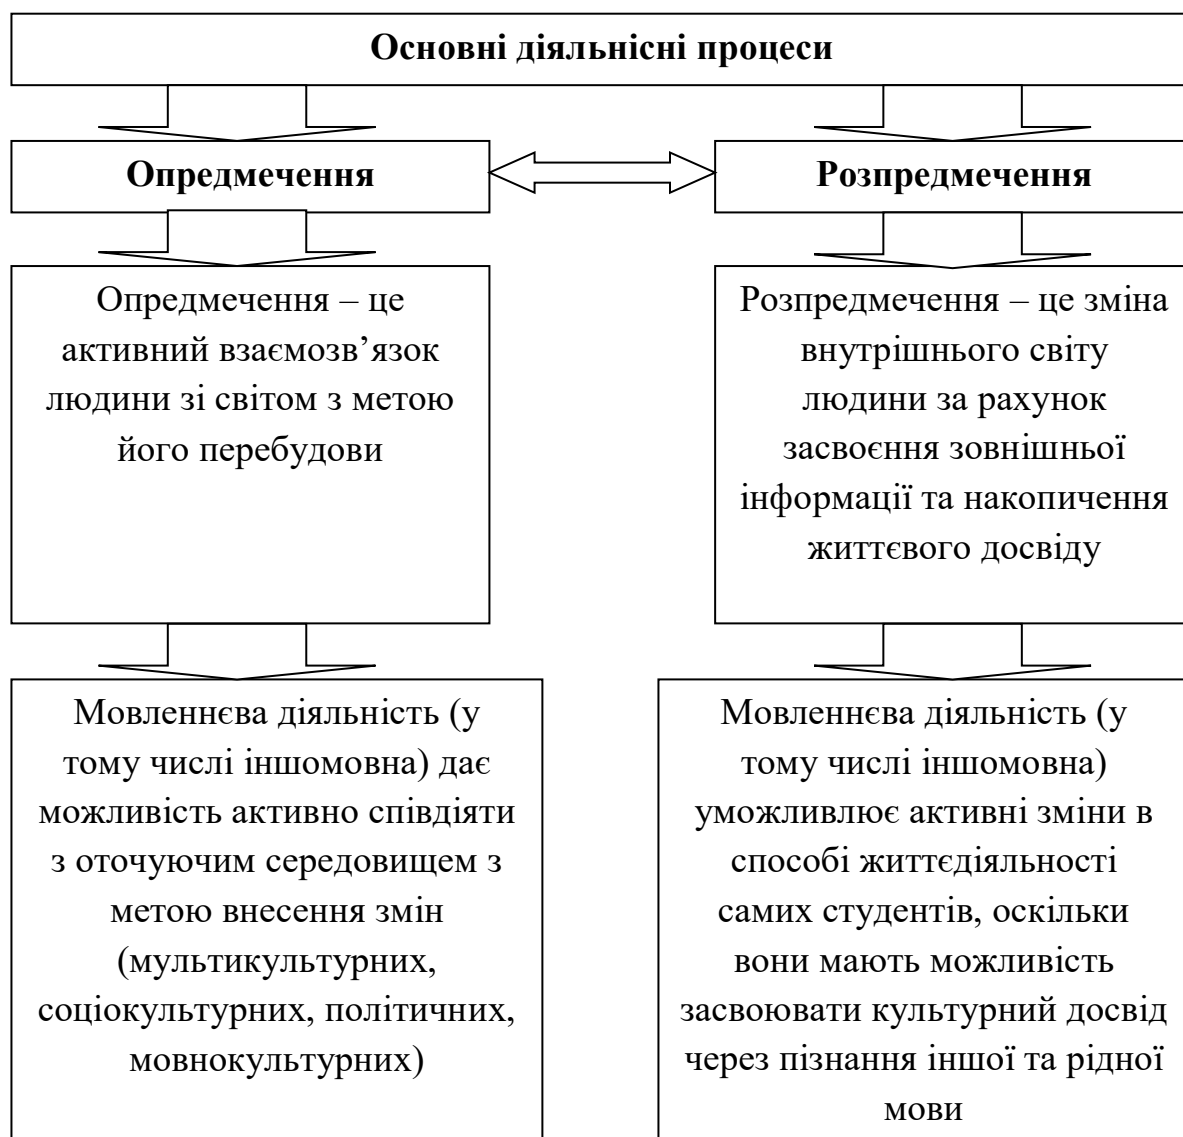 Основні діяльнісні процеси
Опредмечення
Розпредмечення
Опредмечення – це
активний взаємозв’язок
людини зі світом з метою
його перебудови
Розпредмечення – це зміна
внутрішнього світу
людини за рахунок
засвоєння зовнішньої
інформації та накопичення
життєвого досвіду
Мовленнєва діяльність (у
тому числі іншомовна) дає
можливість активно співдіяти
з оточуючим середовищем з
метою внесення змін
(мультикультурних,
соціокультурних, політичних,
мовнокультурних)
Мовленнєва діяльність (у
тому числі іншомовна)
уможливлює активні зміни в
способі життєдіяльності
самих студентів, оскільки
вони мають можливість
засвоювати культурний досвід
через пізнання іншої та рідної
мови